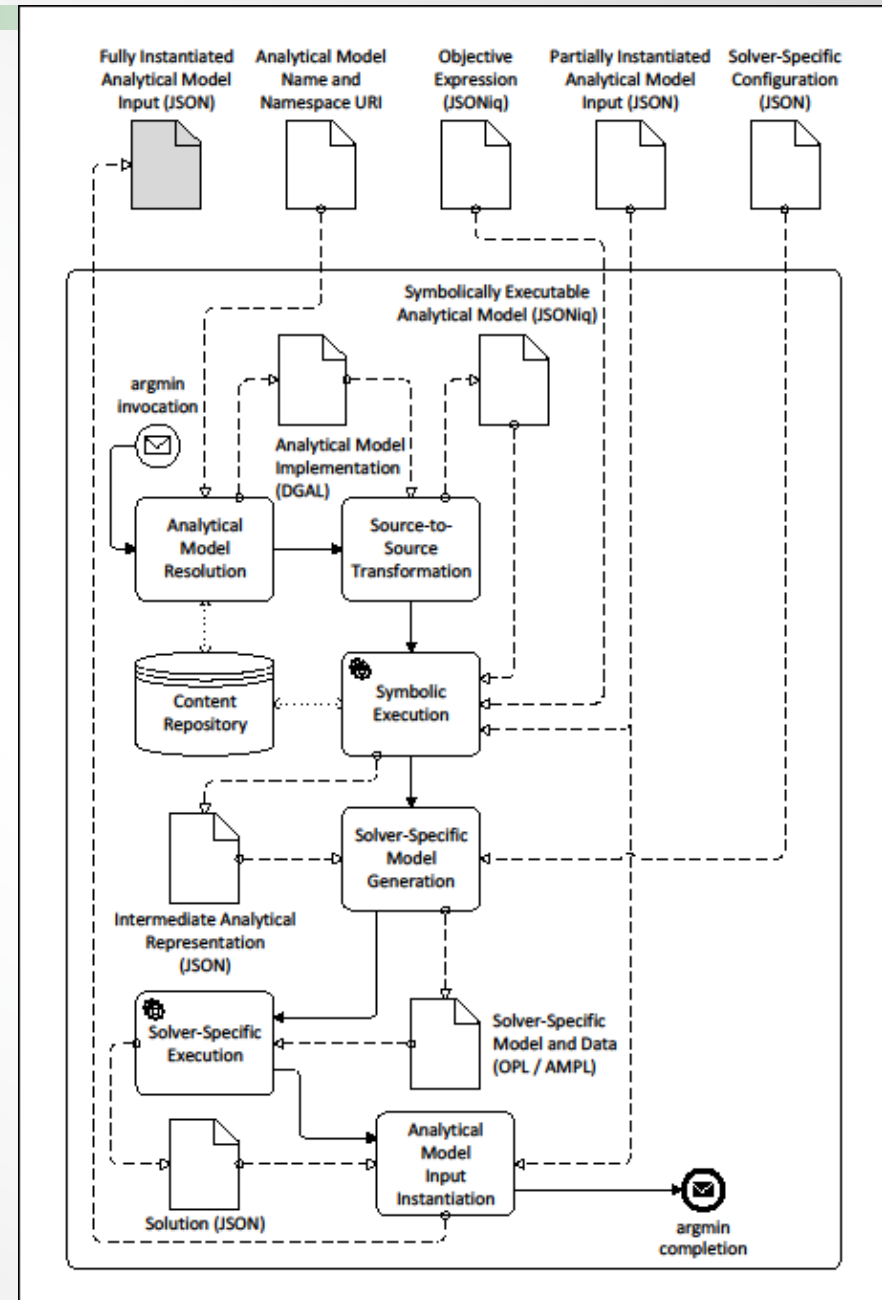 Fully Instantiated
Analytical Model
Input (JSON)
Analytical Model
Name and
Namespace URI
Objective
Expression
(JSONiq)
Partially Instantiated
Analytical Model
Input (JSON)
Solver-Specific
Configuration
(JSON)
Symbolically Executable
Analytical Model (JSONiq)
argmin
invocation
Analytical Model
Implementation
(DGAL)
Analytical
Model
Resolution
Source-to-
Source
Transformation
Content
Repository
Symbolic
Execution
Solver-Specific
Model
Generation
Intermediate Analytical
Representation
(JSON)
Solver-Specific
Execution
Solver-Specific
Model and Data
(OPL / AMPL)
Analytical
Model
Input
Instantiation
Solution (JSON)
argmin
completion